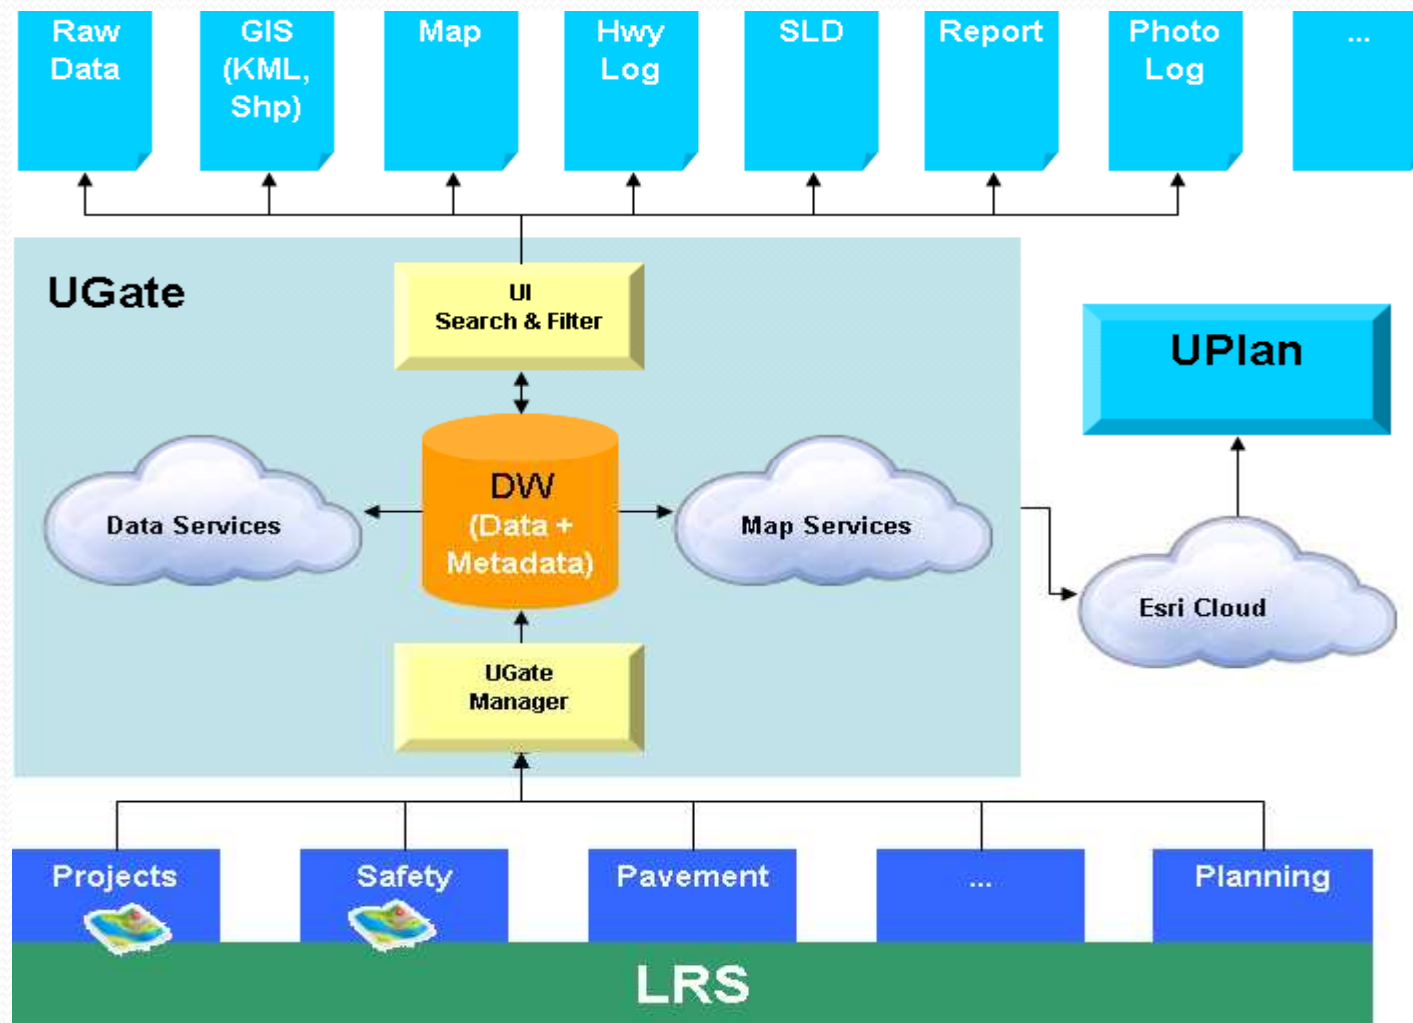 Raw
Data
GIS
(KML,
Shp)
Map
Hwy
Log
SLD
Report
Photo
Log
...
UGate
UI
Search & Filter
UPlan
DW
(Data +
Metadata)
Data Services
Map Services
Esri Cloud
UGate
Manager
Projects
Safety
Pavement
...
Planning
LRS